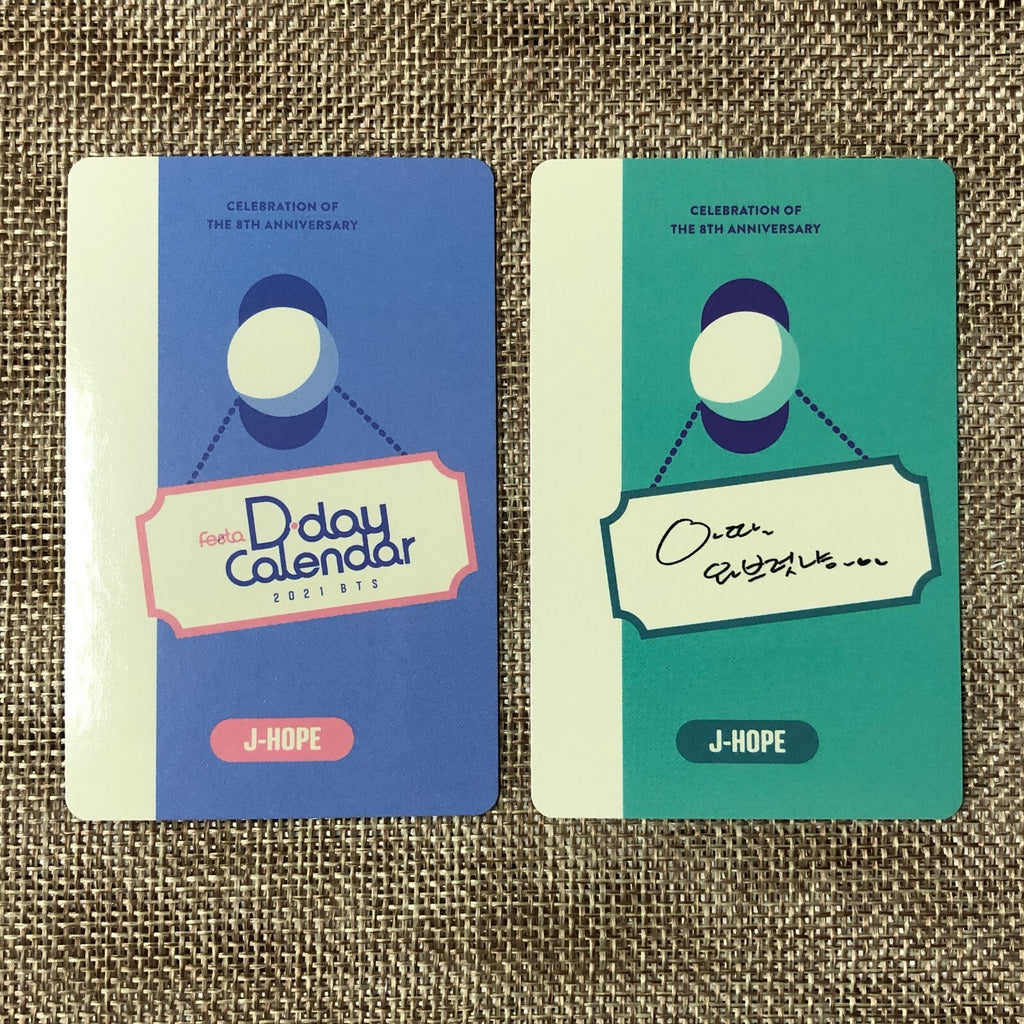 CELEBRATION OF
THE 8TH ANNIVERSARY
festa D·day
Calendar
2021 BTS
J-HOPE
CELEBRATION OF
THE 8TH ANNIVERSARY
J-HOPE